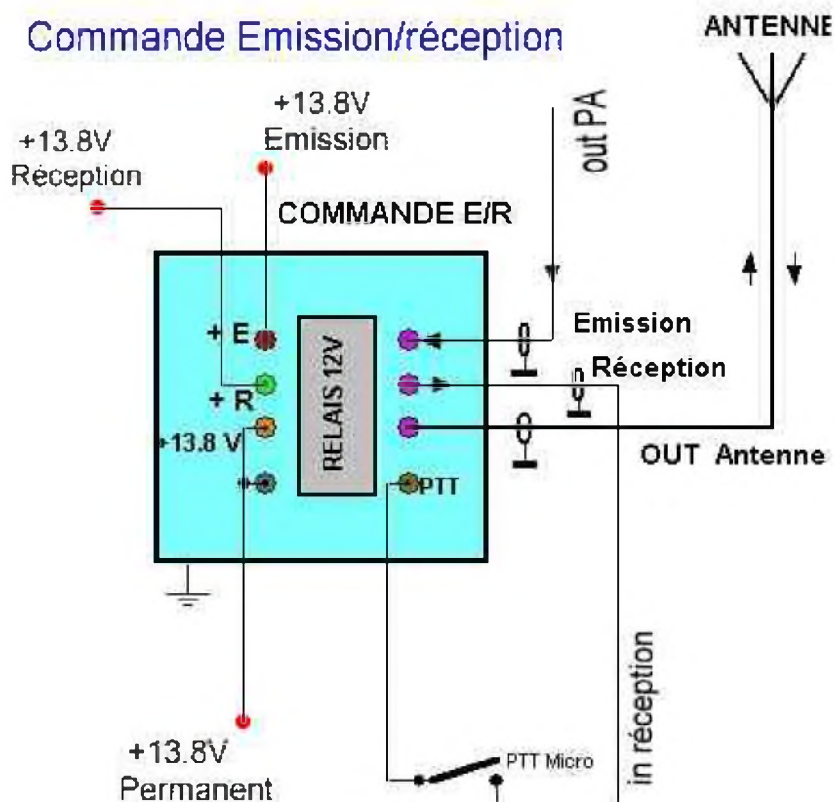 Commande Emission/réception
ANTENNE
+13.8V
Emission
+13.8V
Réception
out PA
COMMANDE E/R
+ E
Emission
RELAIS 12V
Réception
+ R
+13.8 V
OUT Antenne
PTT
in réception
+13.8V
Permanent
PTT Micro